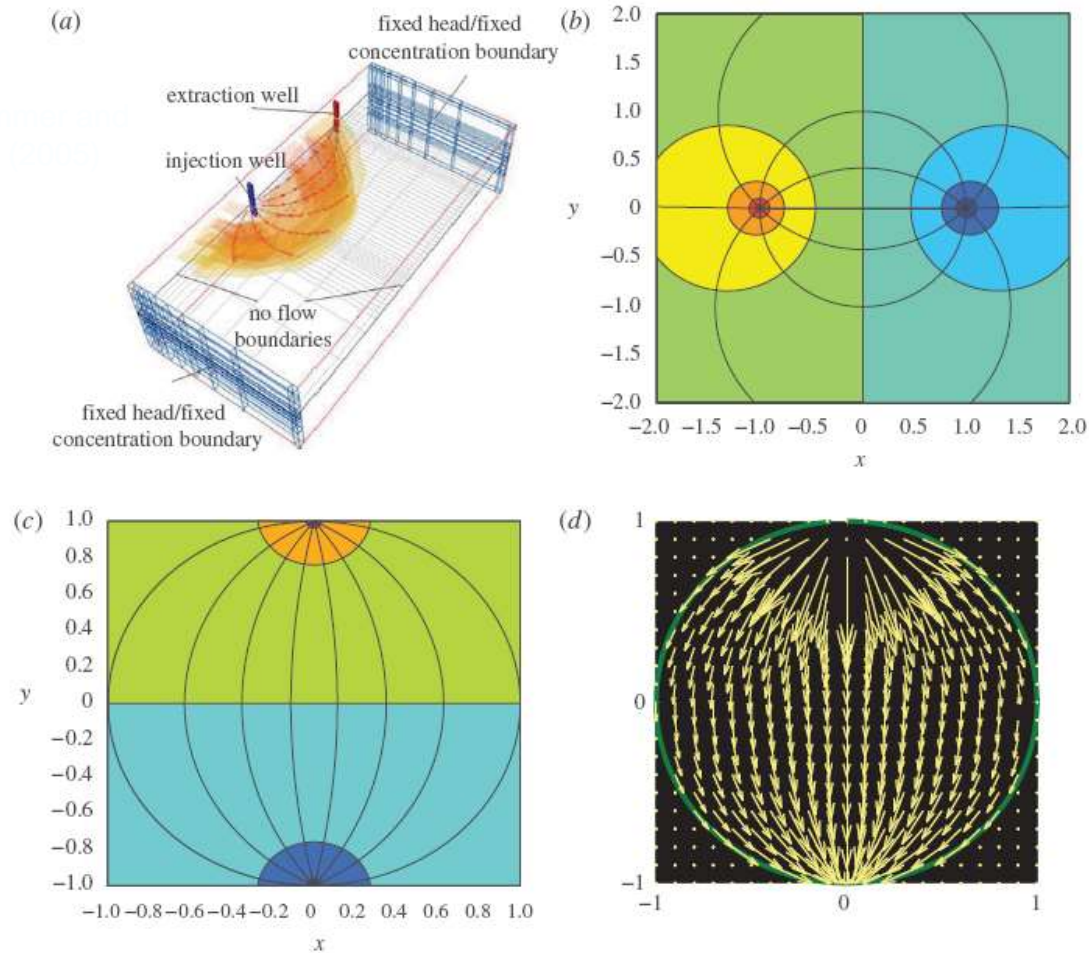 (a)
fixed head/fixed
concentration boundary
extraction well
injection well
no flow
boundaries
fixed head/fixed
concentration boundary
(b)
2.0
1.5
1.0
0.5
y 0
−0.5
−1.0
−1.5
−2.0
−2.0 −1.5 −1.0 −0.5 0 0.5 1.0 1.5 2.0
x
(c)
1.0
0.8
0.6
0.4
0.2
y 0
−0.2
−0.4
−0.6
−0.8
−1.0
−1.0 −0.8 −0.6 −0.4 −0.2 0 0.2 0.4 0.6 0.8 1.0
x
(d)
1
0
−1
−1 0 1